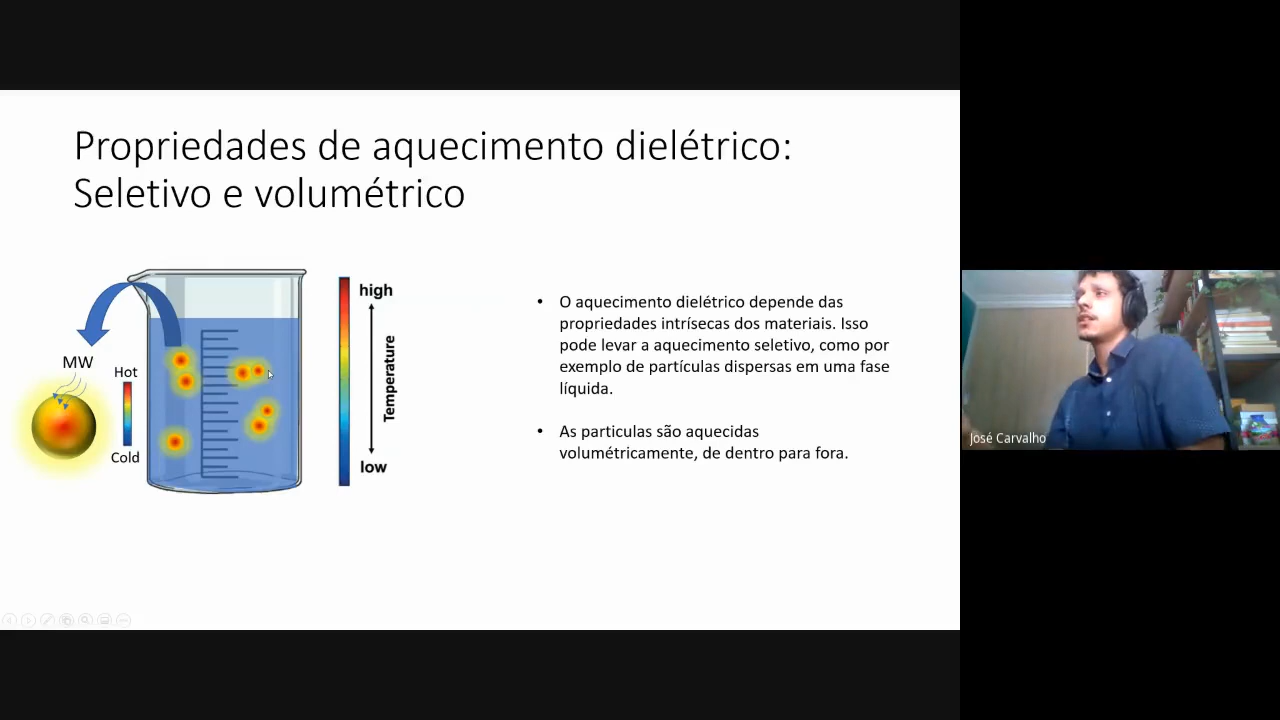 Propriedades de aquecimento dielétrico:
Seletivo e volumétrico
high
Temperature
low
MW
Hot
Cold
• O aquecimento dielétrico depende das
propriedades intrísecas dos materiais. Isso
pode levar a aquecimento seletivo, como por
exemplo de partículas dispersas em uma fase
líquida.
• As particulas são aquecidas
volumétricamente, de dentro para fora.
José Carvalho